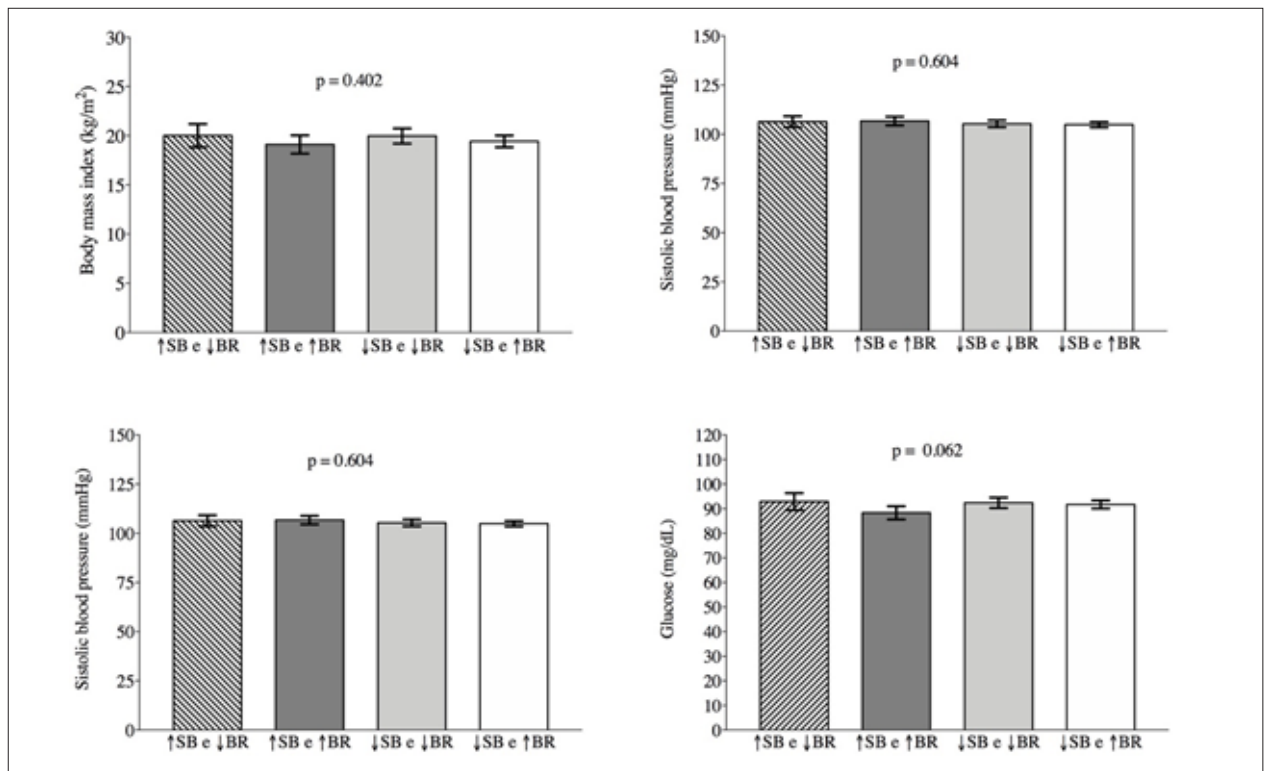 Body mass index (kg/m²)
30
25
20
15
10
5
0
p = 0.402
↑SB e ↓BR ↑SB e ↑BR ↓SB e ↓BR ↓SB e ↑BR
Sistolic blood pressure (mmHg)
150
125
100
75
50
25
0
p = 0.604
↑SB e ↓BR ↑SB e ↑BR ↓SB e ↓BR ↓SB e ↑BR
Sistolic blood pressure (mmHg)
150
125
100
75
50
25
0
p = 0.604
↑SB e ↓BR ↑SB e ↑BR ↓SB e ↓BR ↓SB e ↑BR
Glucose (mg/dL)
120
110
100
90
80
70
60
50
40
30
20
10
0
p = 0.062
↑SB e ↓BR ↑SB e ↑BR ↓SB e ↓BR ↓SB e ↑BR